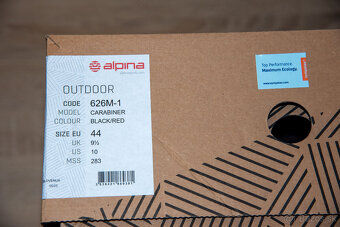 alpina
OUTDOOR
CODE 626M-1
MODEL CARABINER
COLOUR BLACK/RED
SIZE EU 44
UK 9½
US 10
MSS 283
Top Performance.
Maximum Ecology.